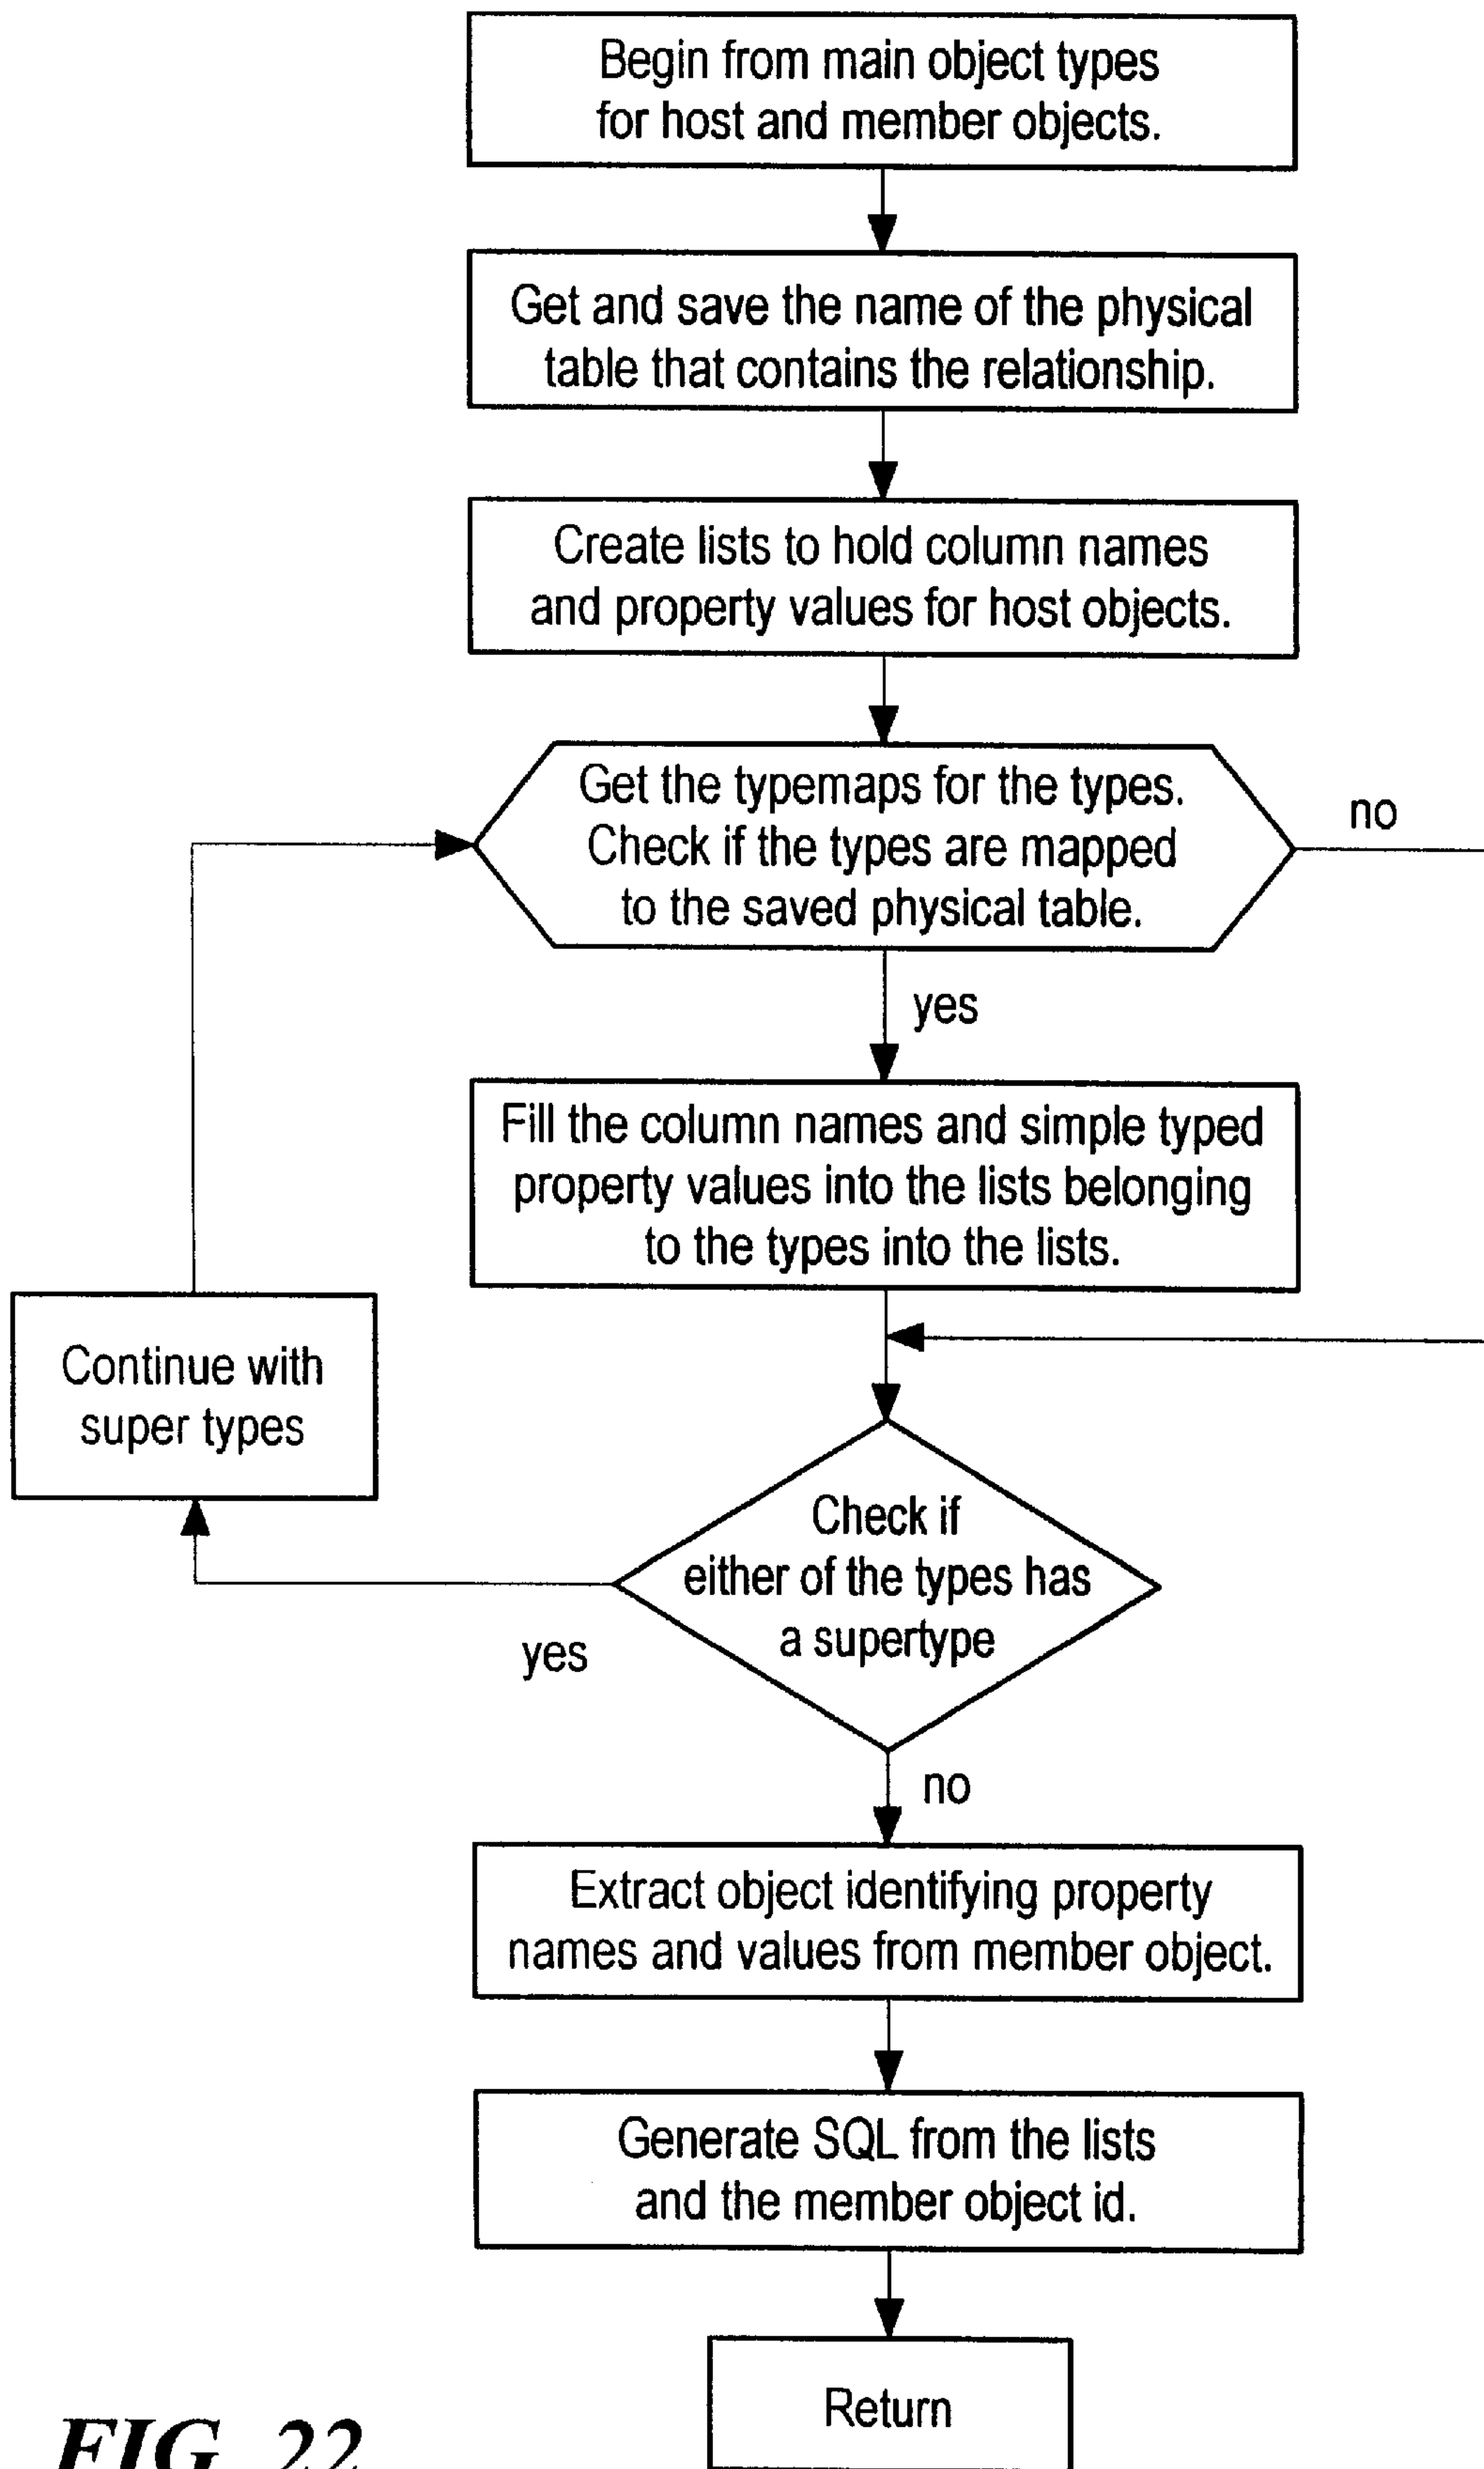 Begin from main object types
for host and member objects.
Get and save the name of the physical
table that contains the relationship.
Create lists to hold column names
and property values for host objects.
Get the typemaps for the types.
Check if the types are mapped
to the saved physical table.
no
yes
Fill the column names and simple typed
property values into the lists belonging
to the types into the lists.
Continue with
super types
Check if
either of the types has
a supertype
yes
no
Extract object identifying property
names and values from member object.
Generate SQL from the lists
and the member object id.
Return
FIG. 22